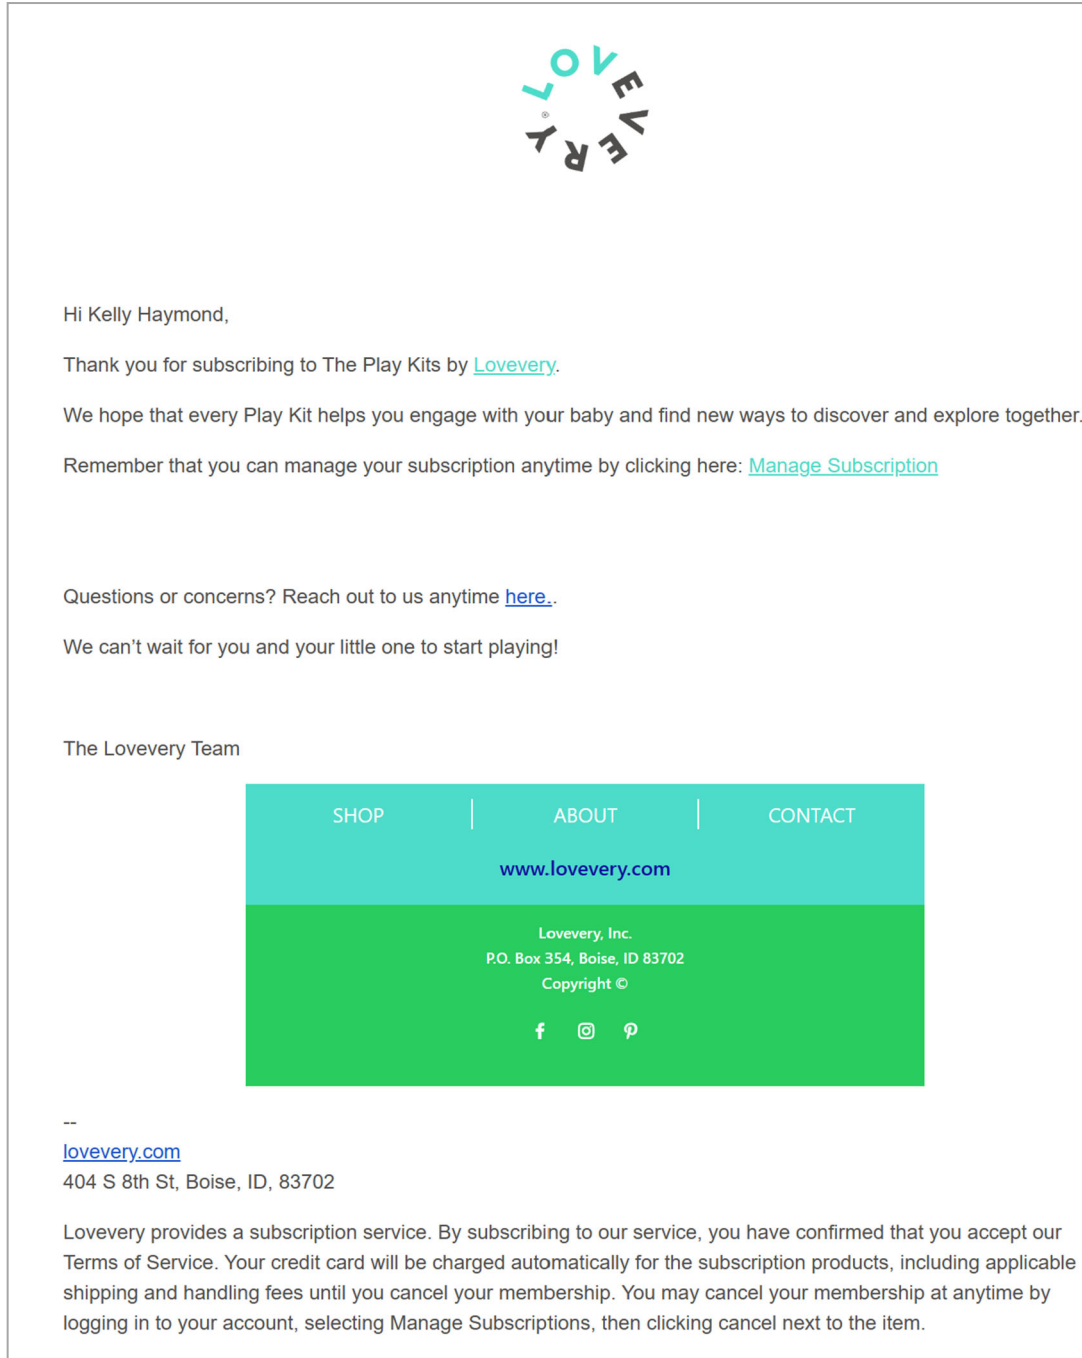 LOVEVERY®
Hi Kelly Haymond,
Thank you for subscribing to The Play Kits by Lovevery.
We hope that every Play Kit helps you engage with your baby and find new ways to discover and explore together.
Remember that you can manage your subscription anytime by clicking here: Manage Subscription
Questions or concerns? Reach out to us anytime here..
We can’t wait for you and your little one to start playing!
The Lovevery Team
SHOP ABOUT CONTACT
www.lovevery.com
Lovevery, Inc.
P.O. Box 354, Boise, ID 83702
Copyright ©
--
lovevery.com
404 S 8th St, Boise, ID, 83702
Lovevery provides a subscription service. By subscribing to our service, you have confirmed that you accept our
Terms of Service. Your credit card will be charged automatically for the subscription products, including applicable
shipping and handling fees until you cancel your membership. You may cancel your membership at anytime by
logging in to your account, selecting Manage Subscriptions, then clicking cancel next to the item.